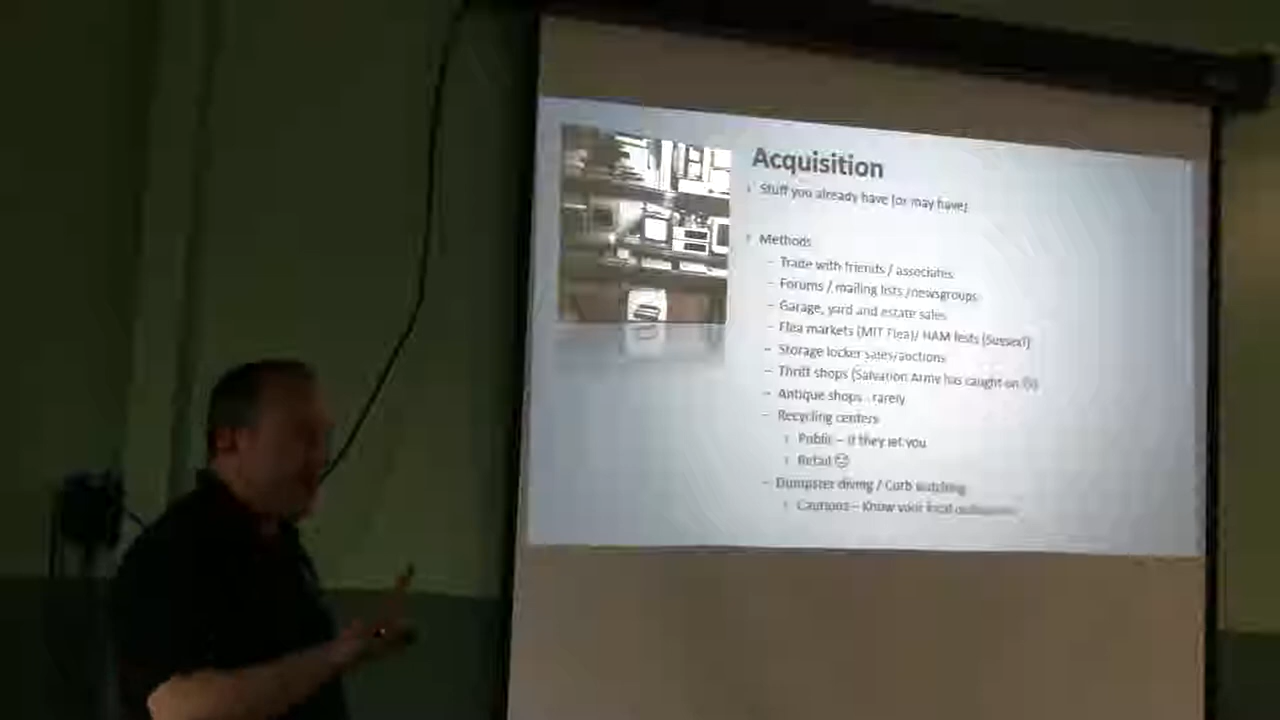 Acquisition
Stuff you already have (or may have)
Methods
– Trade with friends / associates
– Forums / mailing lists /newsgroups
– Garage, yard and estate sales
– Flea markets (MIT Flea)/ HAM fests (Sussex!)
– Storage locker sales/auctions
– Thrift shops (Salvation Army has caught on ☹)
– Antique shops - rarely
– Recycling centers
Public – if they let you
Retail ☹
– Dumpster diving / Curb watching
Cautions – Know your local